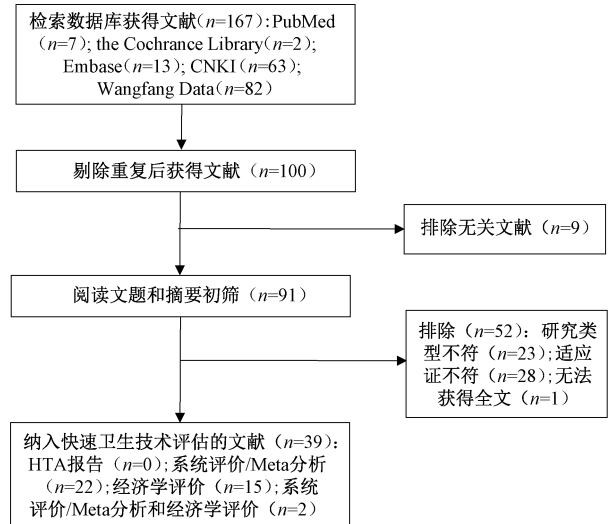 检索数据库获得文献(n=167):PubMed
(n=7); the Cochrance Library(n=2);
Embase(n=13); CNKI(n=63);
Wangfang Data(n=82)
剔除重复后获得文献（n=100）
排除无关文献（n=9）
阅读文题和摘要初筛（n=91）
排除（n=52）：研究类
型不符（n=23）;适应
证不符（n=28）;无法
获得全文（n=1）
纳入快速卫生技术评估的文献（n=39）：
HTA报告（n=0）;系统评价/Meta分析
（n=22）;经济学评价（n=15）;系统
评价/Meta分析和经济学评价（n=2）